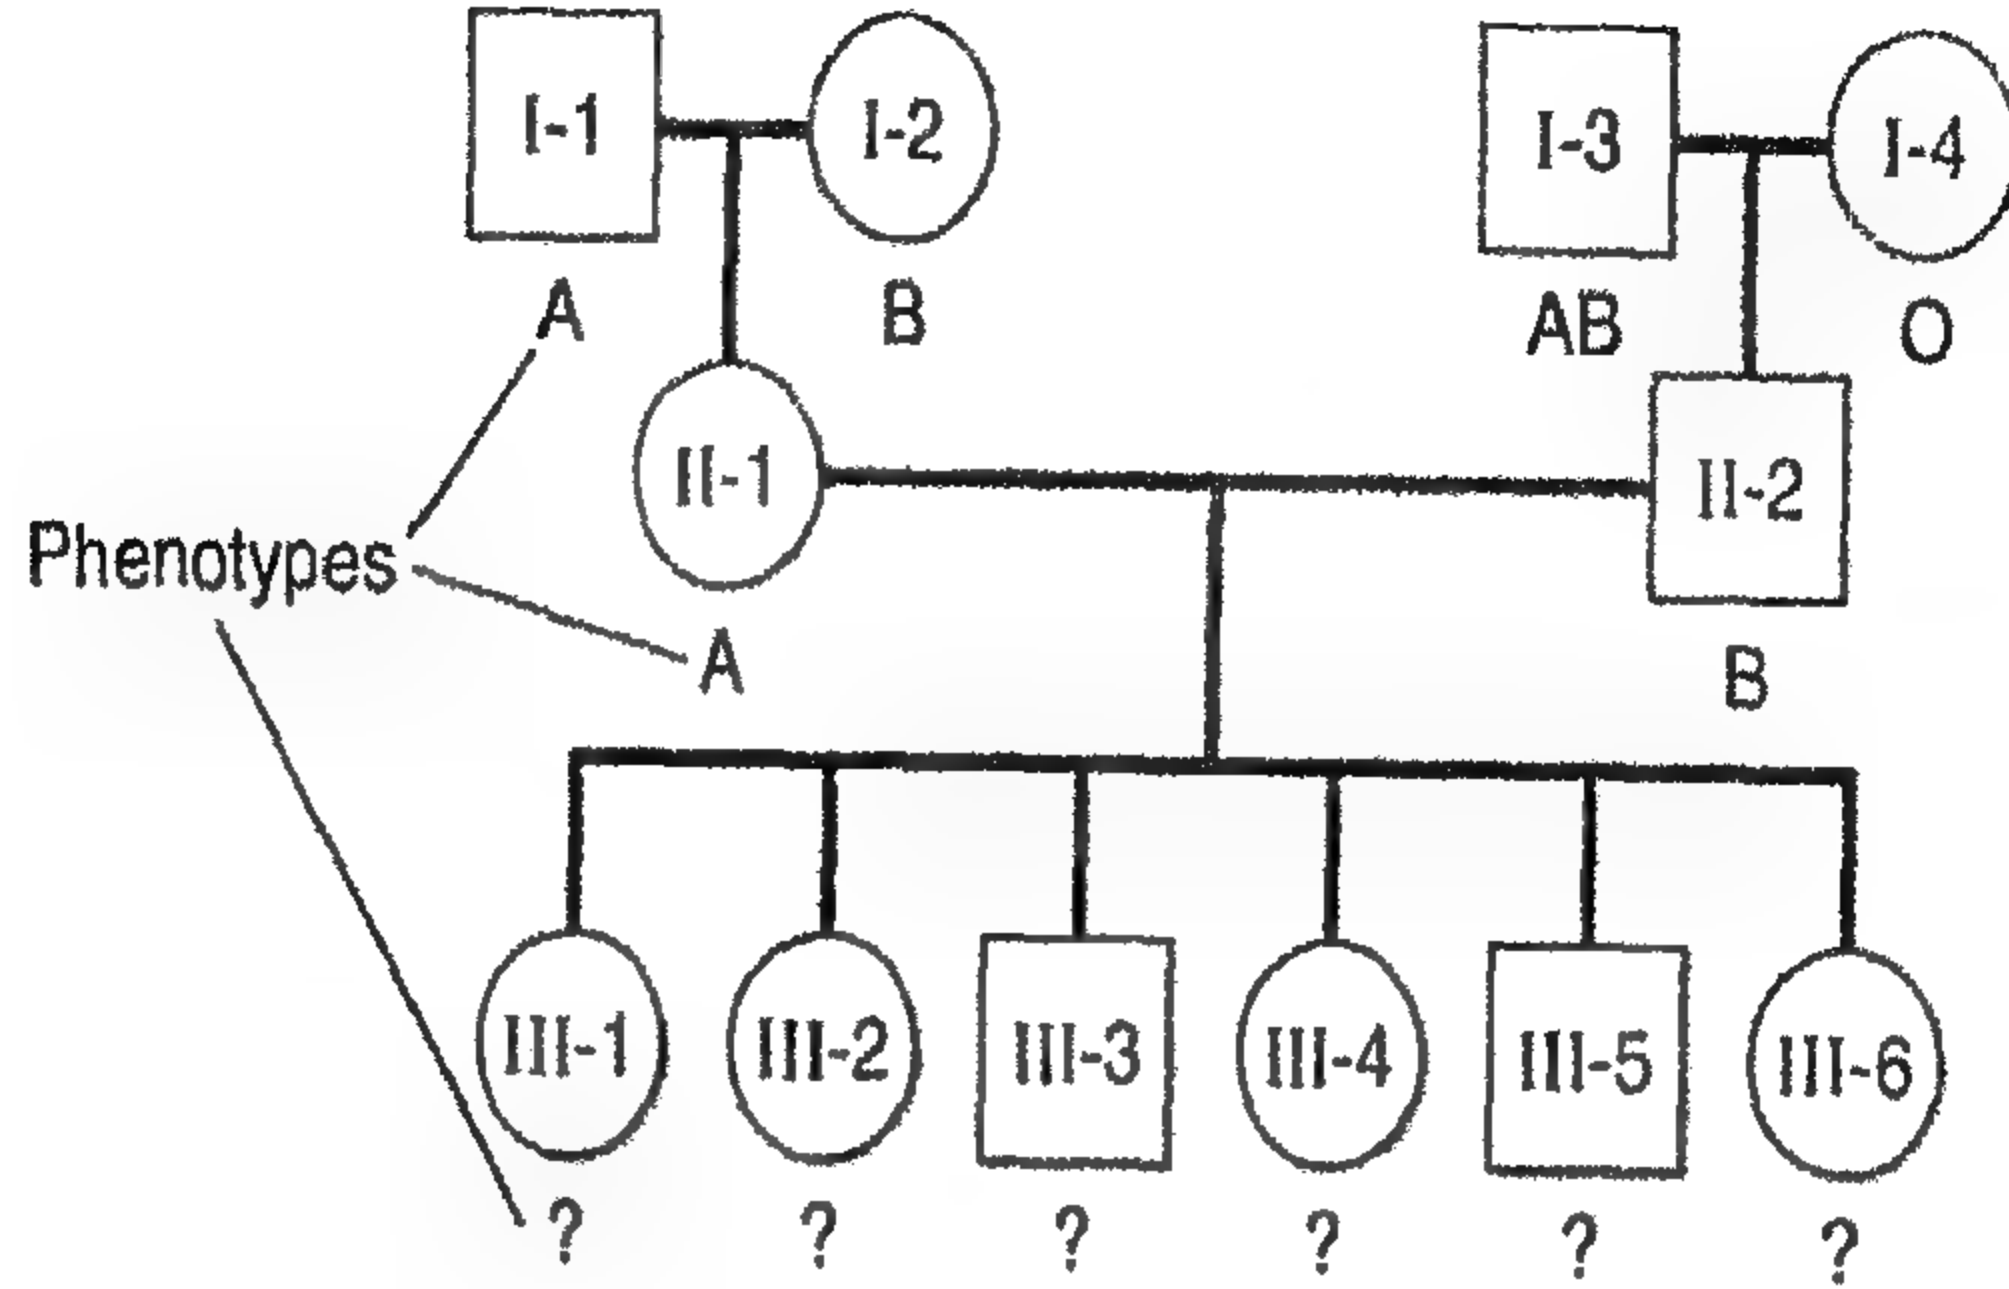 I-1 I-2 I-3 I-4
A B AB O
II-1 II-2
Phenotypes
A B
III-1 III-2 III-3 III-4 III-5 III-6
? ? ? ? ? ?